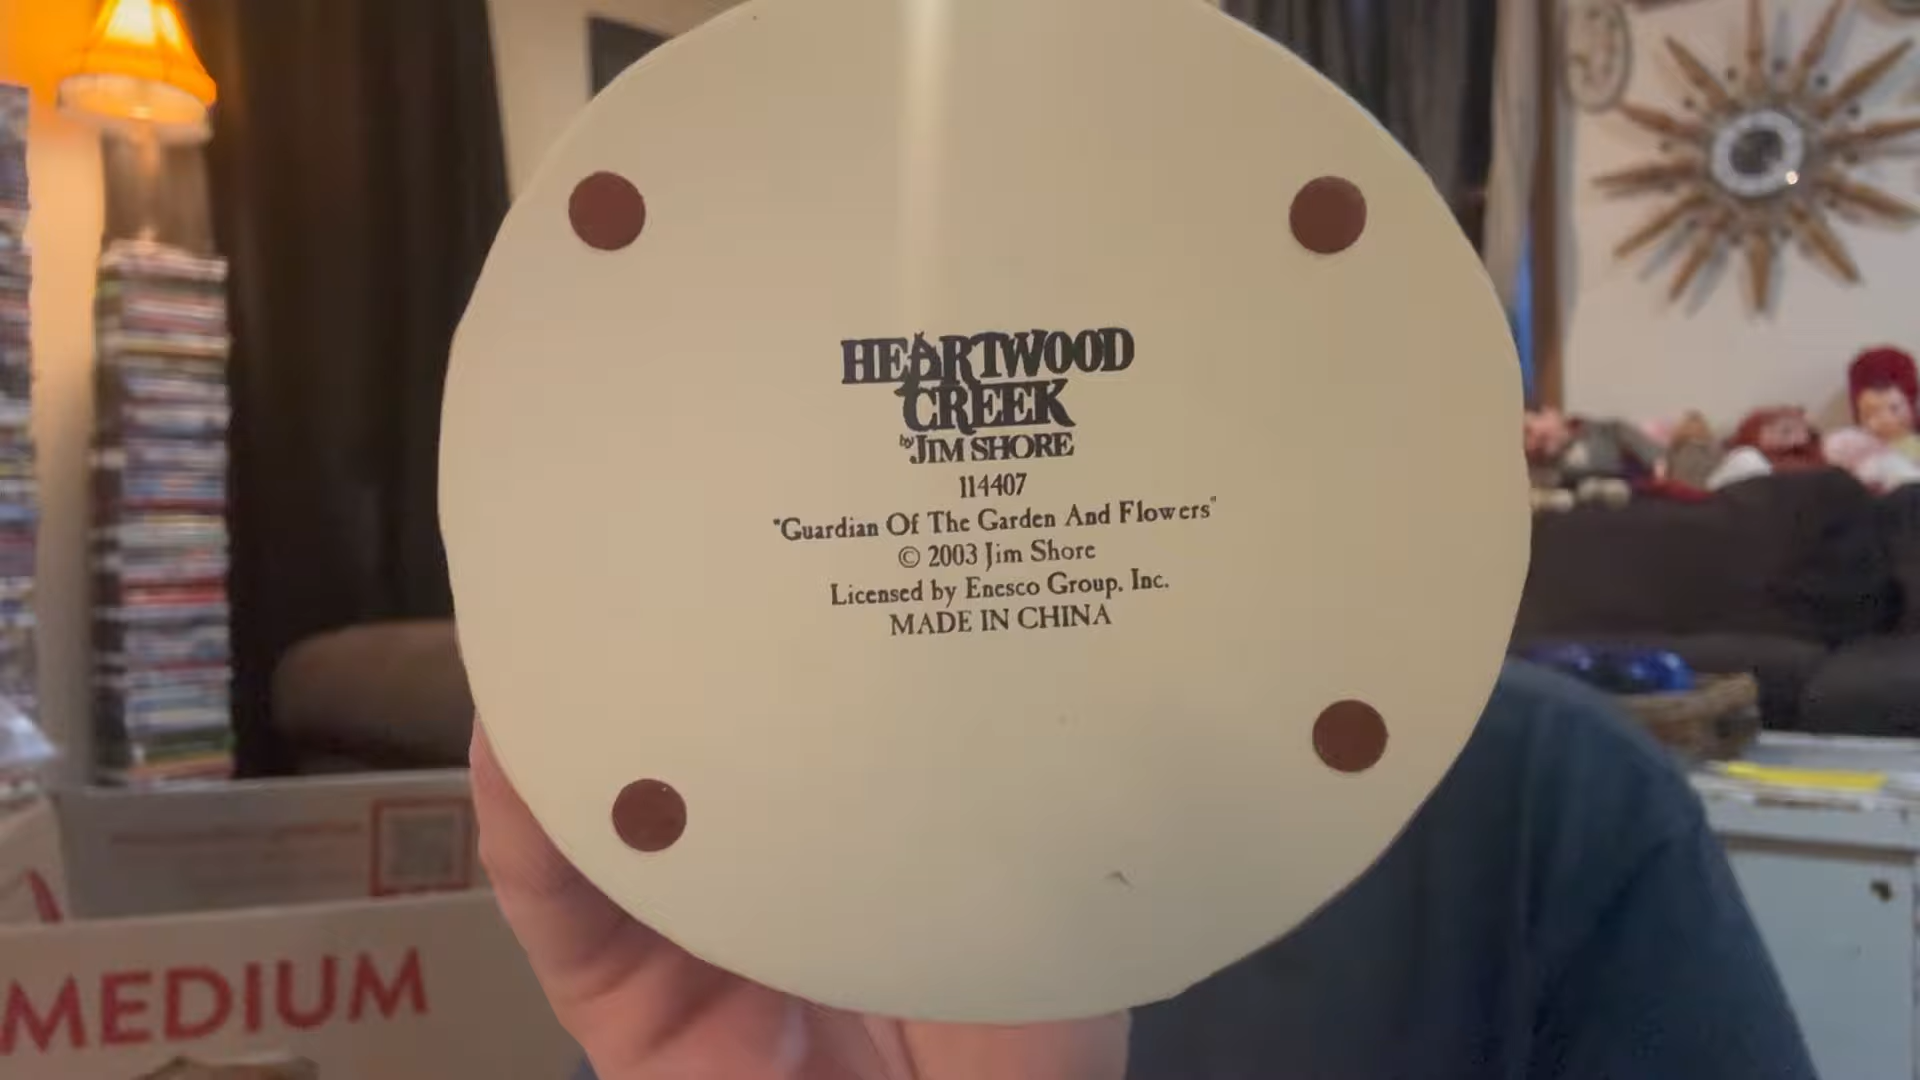 HEARTWOOD
CREEK
by JIM SHORE
114407
"Guardian Of The Garden And Flowers"
© 2003 Jim Shore
Licensed by Enesco Group, Inc.
MADE IN CHINA
MEDIUM